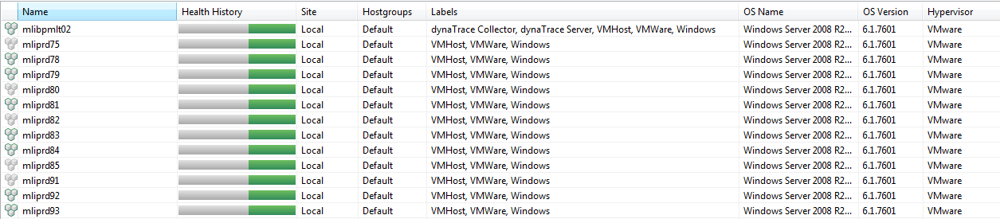 Name Health History Site Hostgroups Labels OS Name OS Version Hypervisor
mlibpmlt02 Local Default dynaTrace Collector, dynaTrace Server, VMHost, VMWare, Windows Windows Server 2008 R2... 6.1.7601 VMware
mliprd75 Local Default VMHost, VMWare, Windows Windows Server 2008 R2... 6.1.7601 VMware
mliprd78 Local Default VMHost, VMWare, Windows Windows Server 2008 R2... 6.1.7601 VMware
mliprd79 Local Default VMHost, VMWare, Windows Windows Server 2008 R2... 6.1.7601 VMware
mliprd80 Local Default VMHost, VMWare, Windows Windows Server 2008 R2... 6.1.7601 VMware
mliprd81 Local Default VMHost, VMWare, Windows Windows Server 2008 R2... 6.1.7601 VMware
mliprd82 Local Default VMHost, VMWare, Windows Windows Server 2008 R2... 6.1.7601 VMware
mliprd83 Local Default VMHost, VMWare, Windows Windows Server 2008 R2... 6.1.7601 VMware
mliprd84 Local Default VMHost, VMWare, Windows Windows Server 2008 R2... 6.1.7601 VMware
mliprd85 Local Default VMHost, VMWare, Windows Windows Server 2008 R2... 6.1.7601 VMware
mliprd91 Local Default VMHost, VMWare, Windows Windows Server 2008 R2... 6.1.7601 VMware
mliprd92 Local Default VMHost, VMWare, Windows Windows Server 2008 R2... 6.1.7601 VMware
mliprd93 Local Default VMHost, VMWare, Windows Windows Server 2008 R2... 6.1.7601 VMware